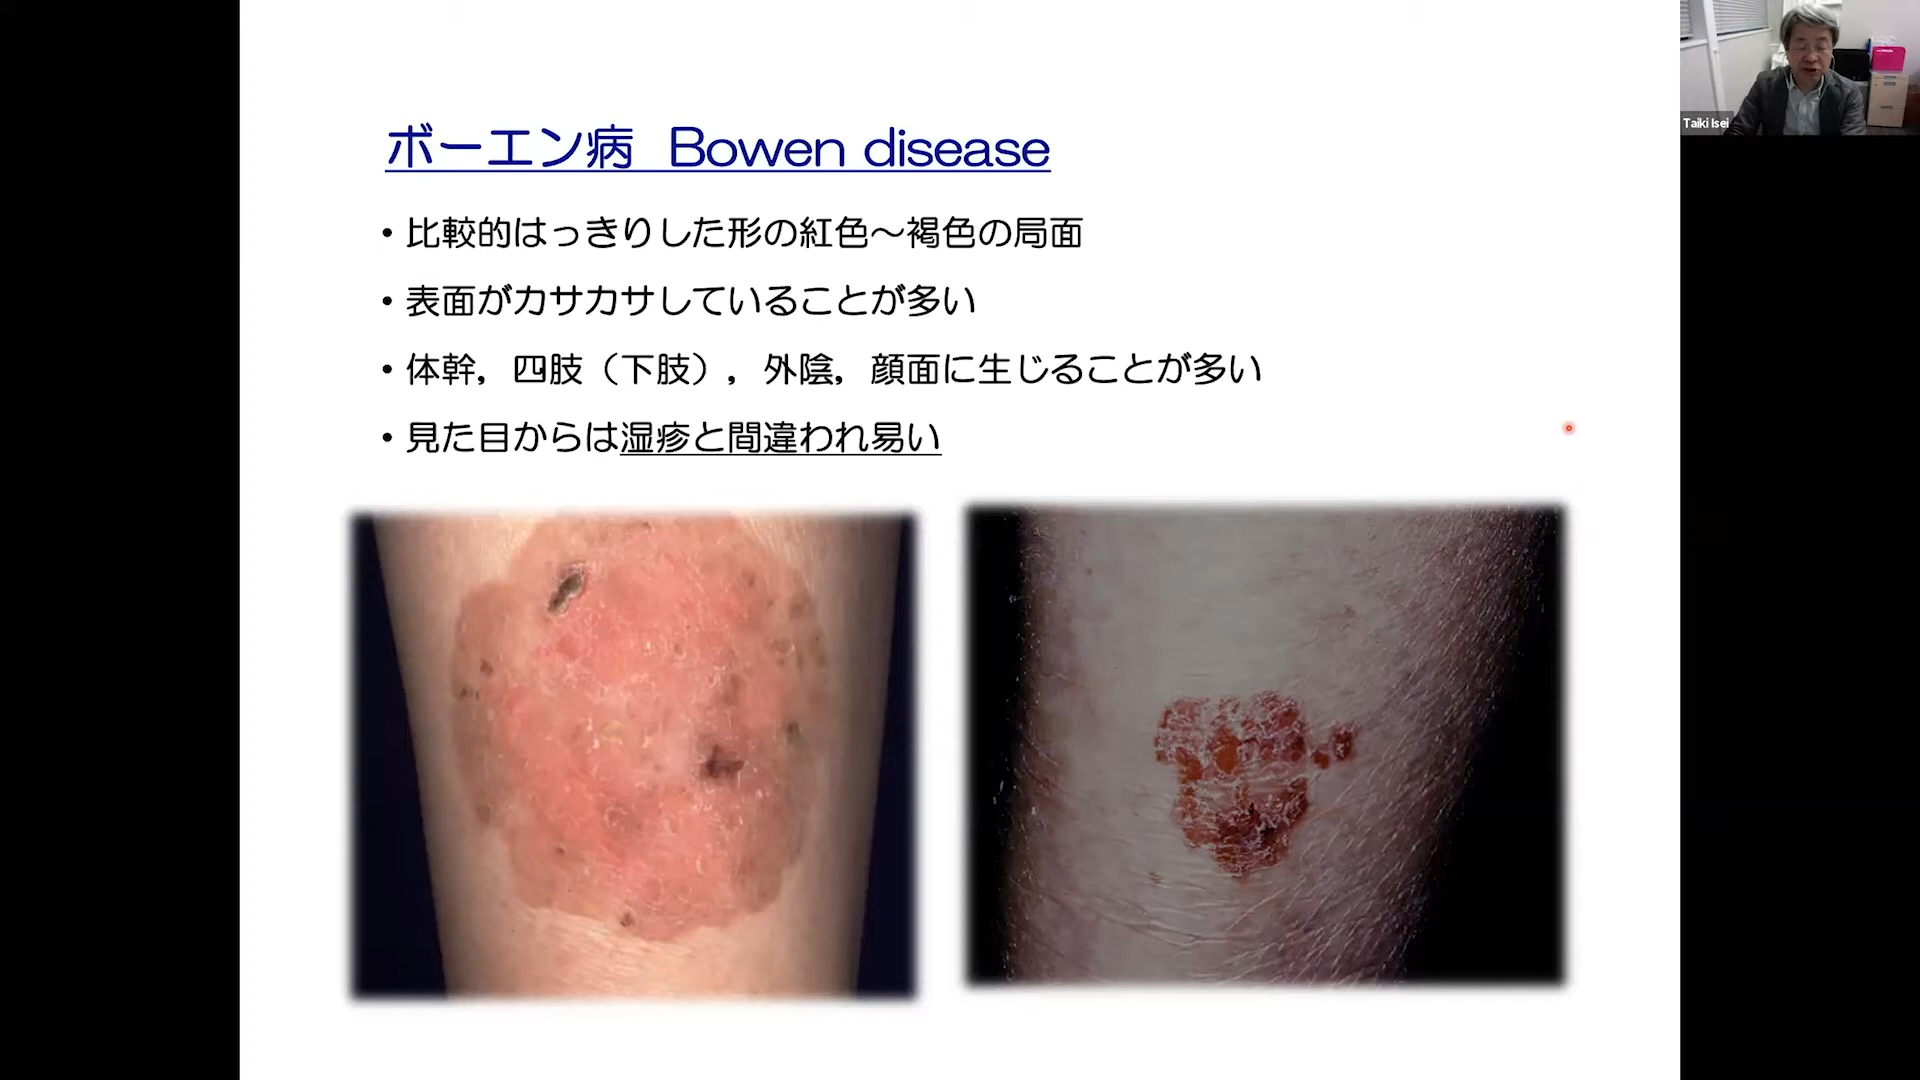 ボーエン病 Bowen disease
• 比較的はっきりした形の紅色～褐色の局面
• 表面がカサカサしていることが多い
• 体幹，四肢（下肢），外陰，顔面に生じることが多い
• 見た目からは湿疹と間違われ易い
Taiki Isei